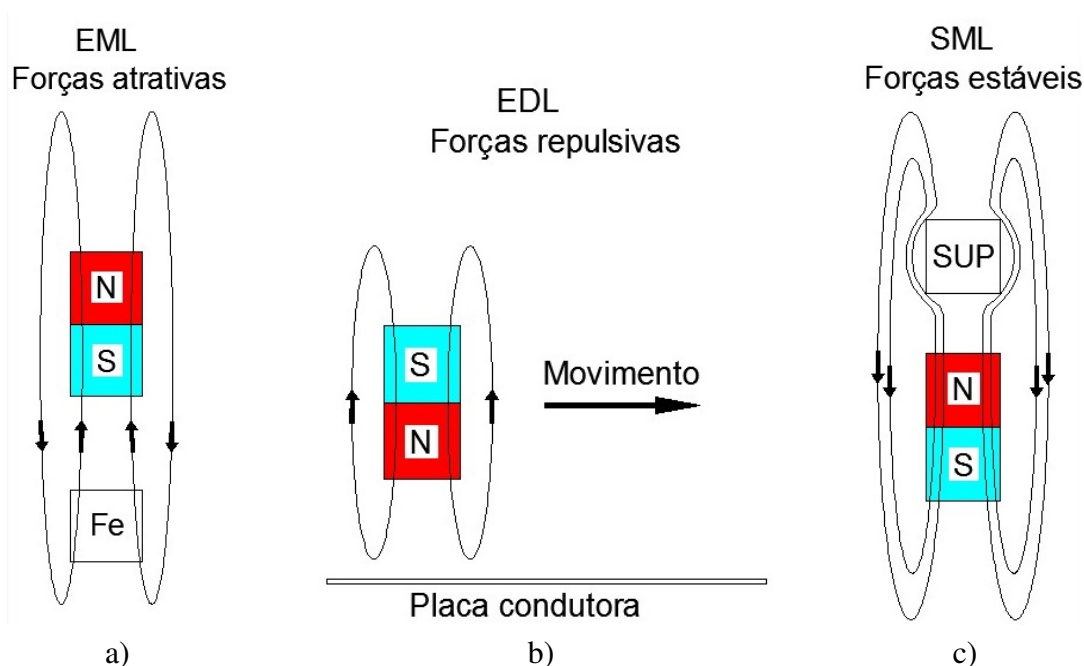 EML
Forças atrativas
N
S
Fe
a)
EDL
Forças repulsivas
S
N
Movimento
Placa condutora
b)
SML
Forças estáveis
SUP
N
S
c)